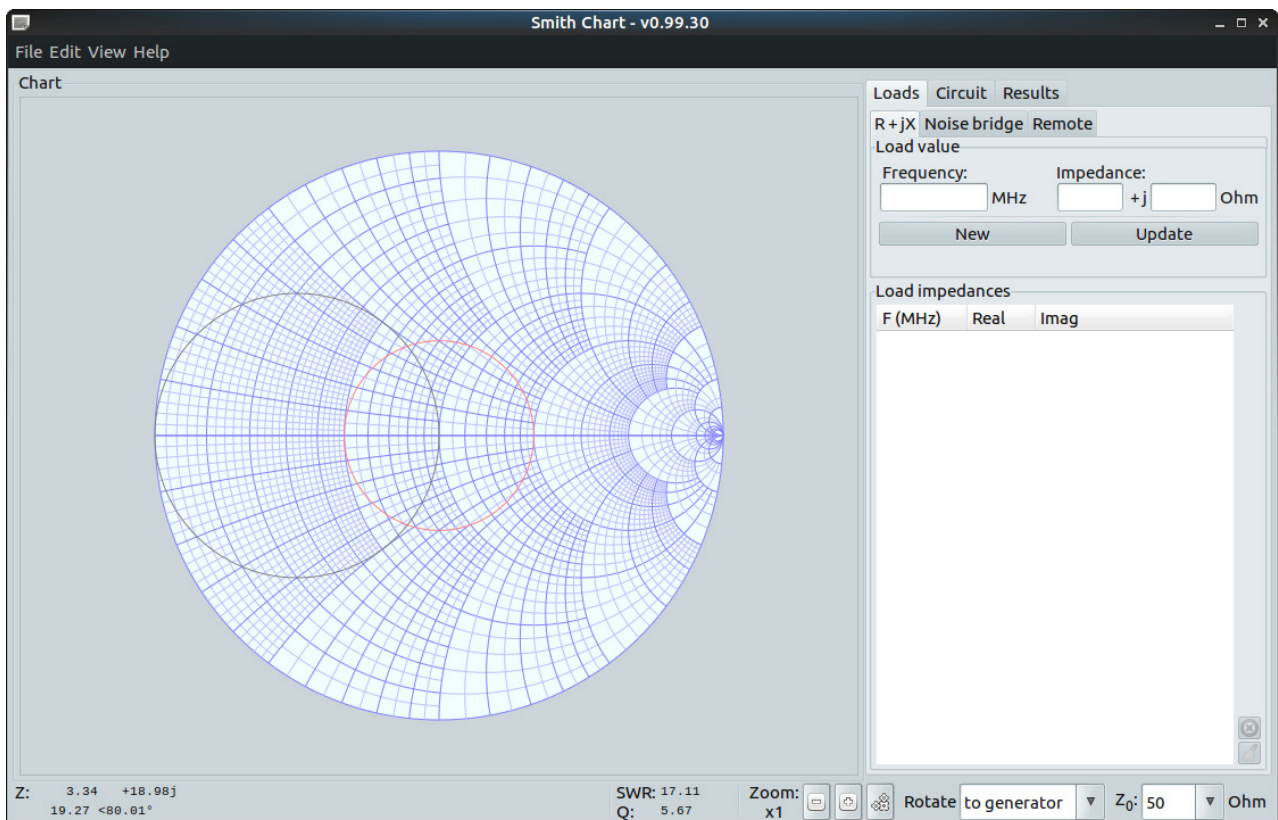 Smith Chart - v0.99.30
File Edit View Help
Chart
Loads Circuit Results
R + jX Noise bridge Remote
Load value
Frequency: Impedance:
MHz +j Ohm
New Update
Load impedances
F (MHz) Real Imag
Z: 3.34 +18.98j
19.27 <80.01°
SWR: 17.11
Q: 5.67
Zoom:
x1
Rotate to generator Z0: 50 Ohm